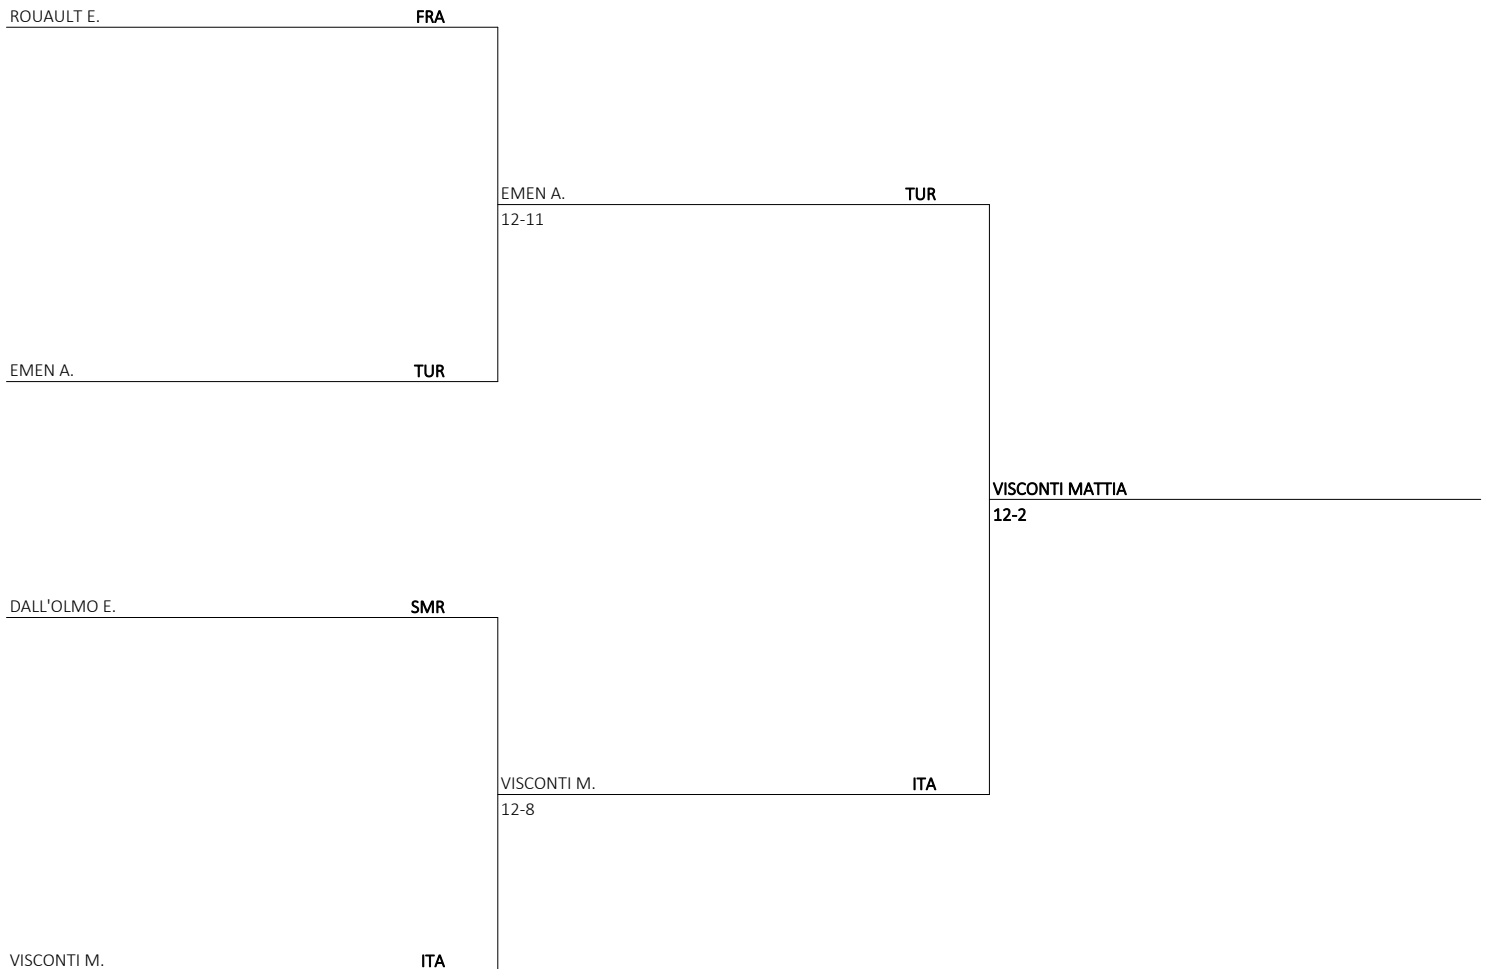 ROUAULT E. FRA
EMEN A. TUR
12-11
EMEN A. TUR
VISCONTI MATTIA
12-2
DALL'OLMO E. SMR
VISCONTI M. ITA
12-8
VISCONTI M. ITA